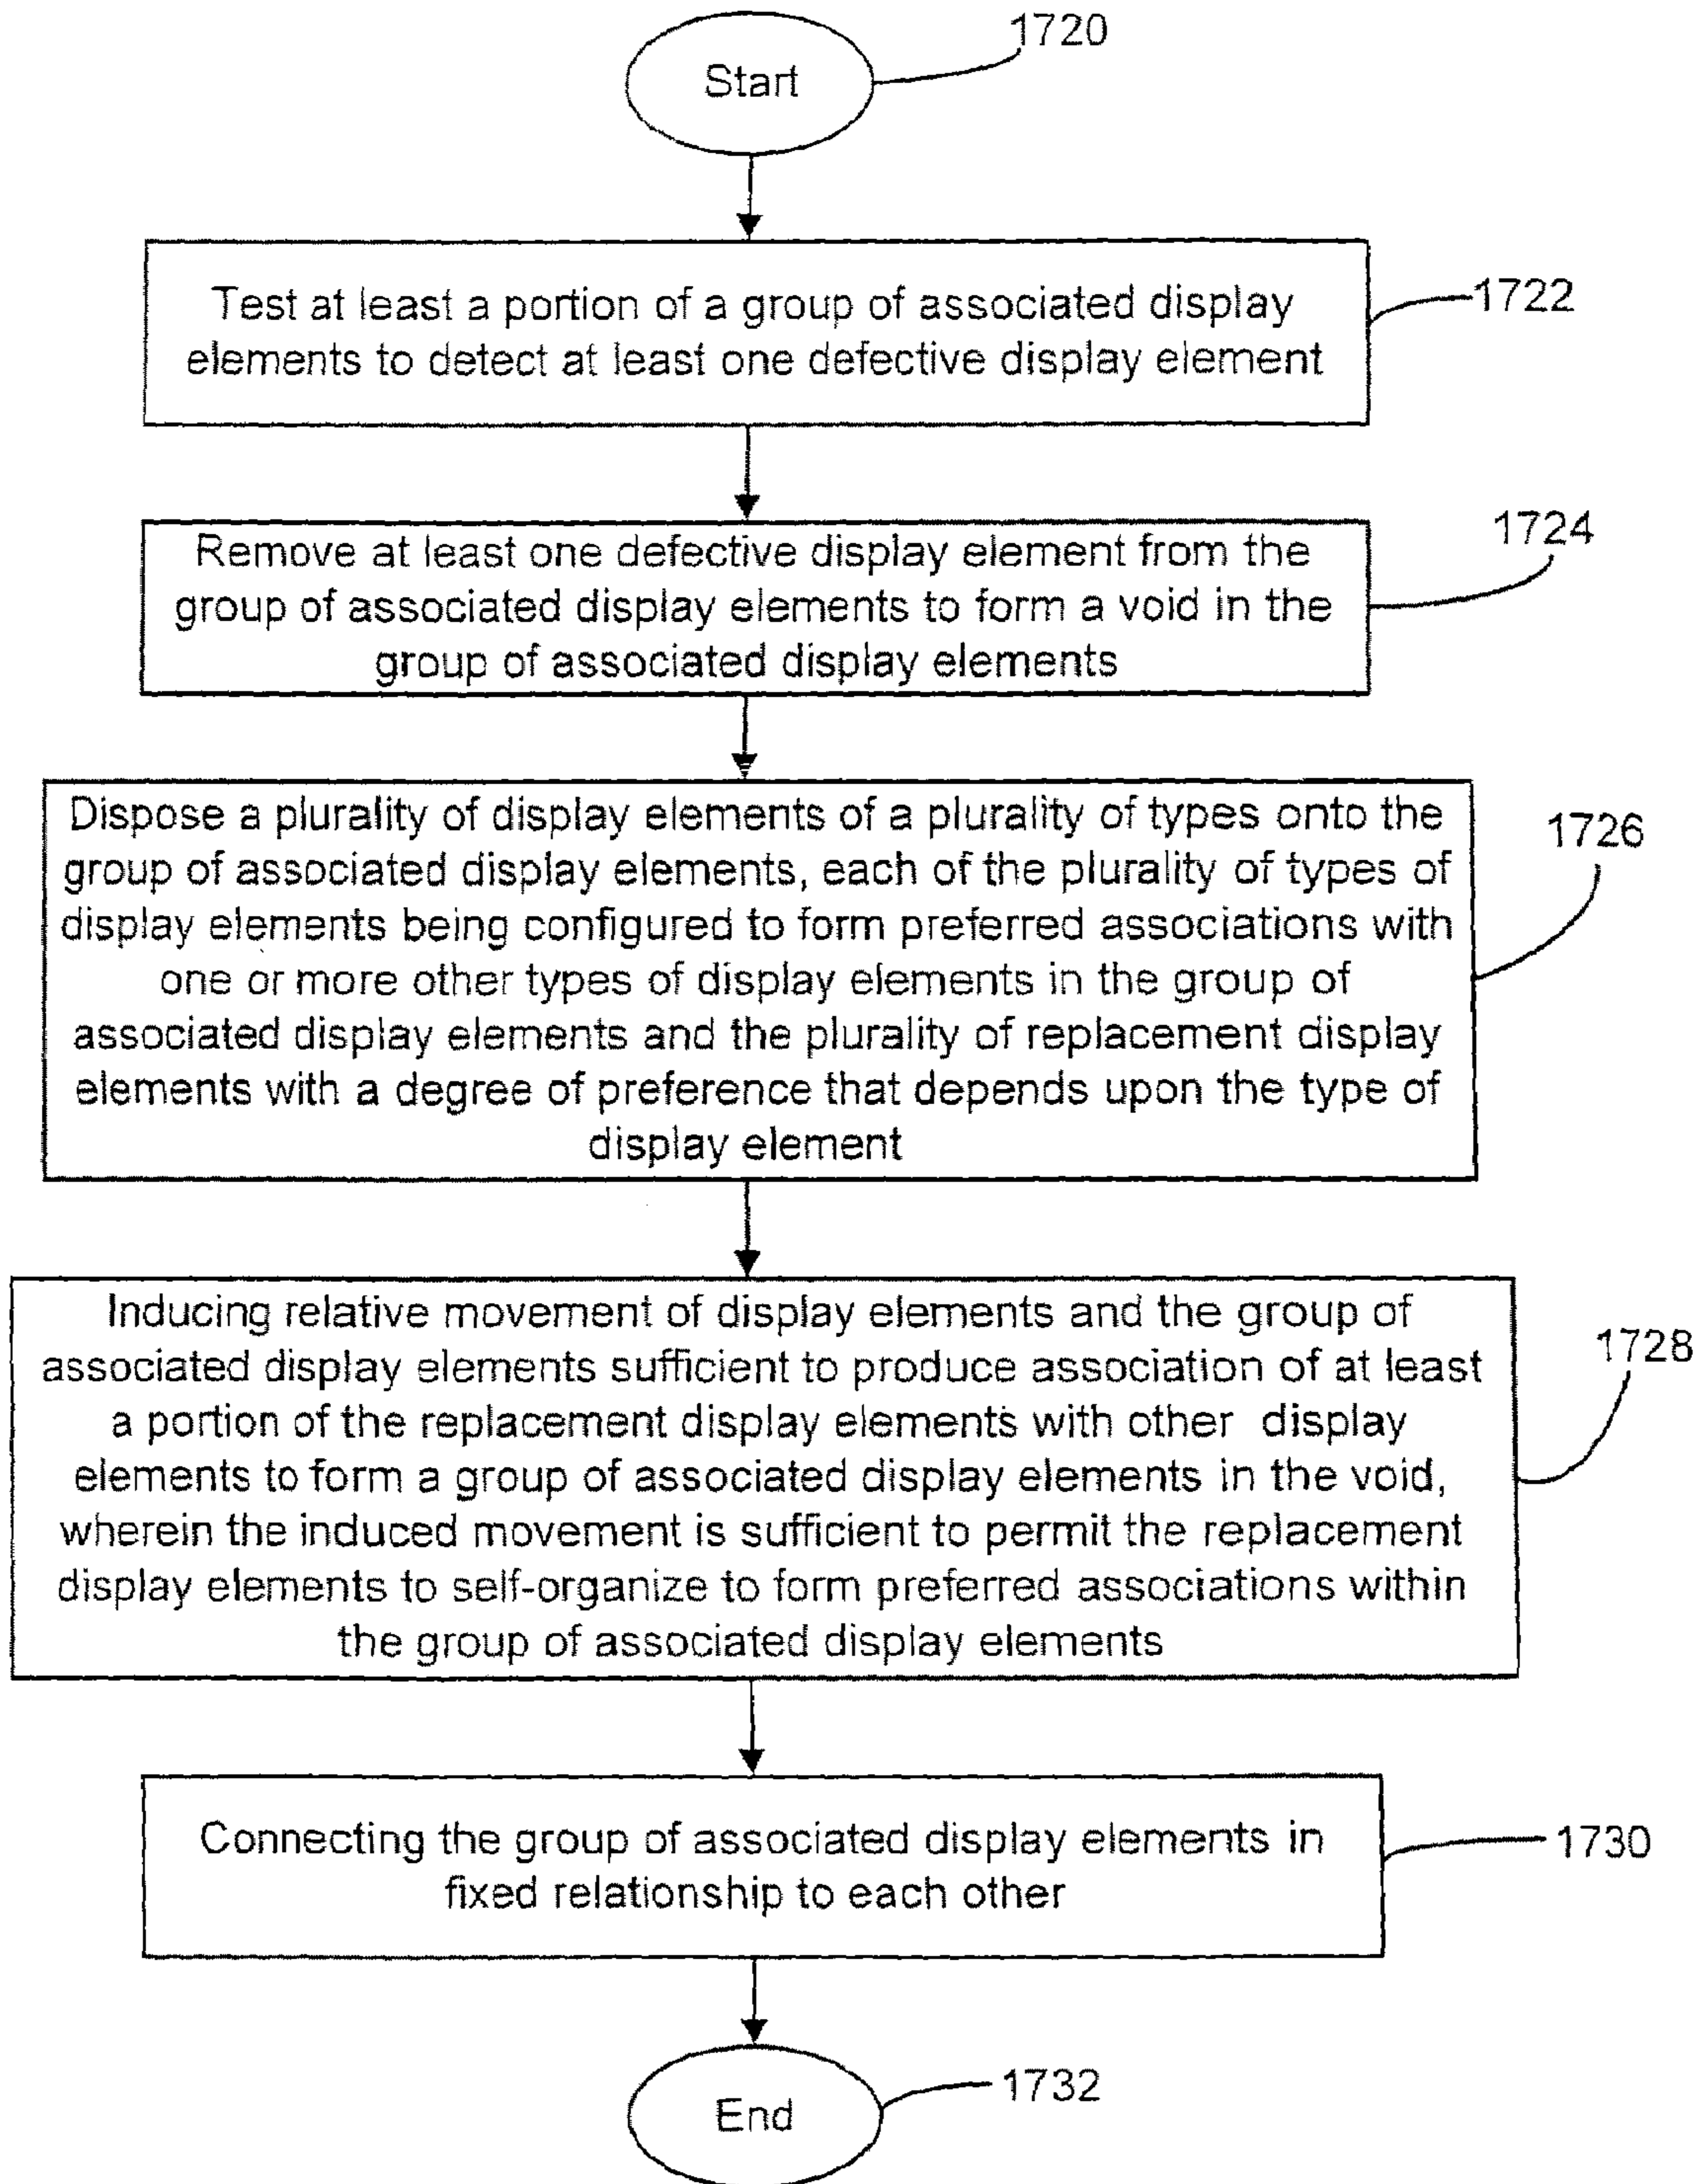 1720
Start
Test at least a portion of a group of associated display
elements to detect at least one defective display element
1722
Remove at least one defective display element from the
group of associated display elements to form a void in the
group of associated display elements
1724
Dispose a plurality of display elements of a plurality of types onto the
group of associated display elements, each of the plurality of types of
display elements being configured to form preferred associations with
one or more other types of display elements in the group of
associated display elements and the plurality of replacement display
elements with a degree of preference that depends upon the type of
display element
1726
Inducing relative movement of display elements and the group of
associated display elements sufficient to produce association of at least
a portion of the replacement display elements with other display
elements to form a group of associated display elements in the void,
wherein the induced movement is sufficient to permit the replacement
display elements to self-organize to form preferred associations within
the group of associated display elements
1728
Connecting the group of associated display elements in
fixed relationship to each other
1730
End
1732